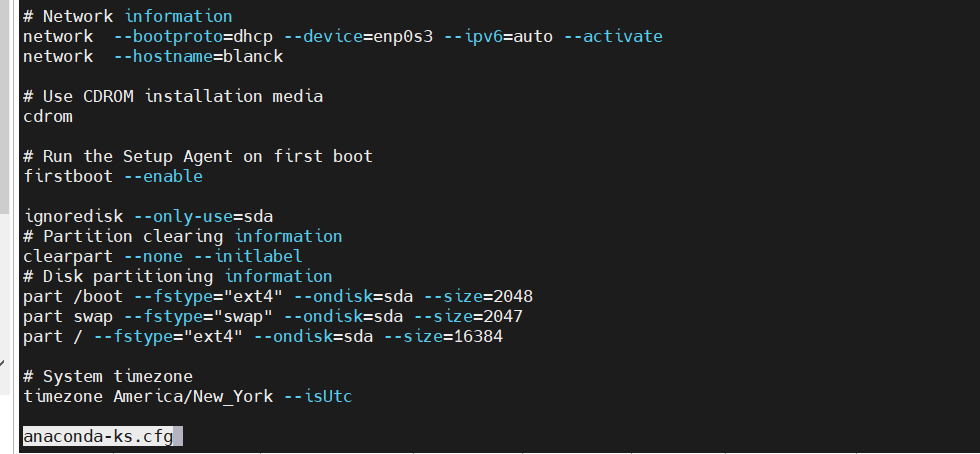 # Network information
network  --bootproto=dhcp --device=enp0s3 --ipv6=auto --activate
network  --hostname=blanck
# Use CDROM installation media
cdrom
# Run the Setup Agent on first boot
firstboot --enable
ignoredisk --only-use=sda
# Partition clearing information
clearpart --none --initlabel
# Disk partitioning information
part /boot --fstype="ext4" --ondisk=sda --size=2048
part swap --fstype="swap" --ondisk=sda --size=2047
part / --fstype="ext4" --ondisk=sda --size=16384
# System timezone
timezone America/New_York --isUtc
anaconda-ks.cfg